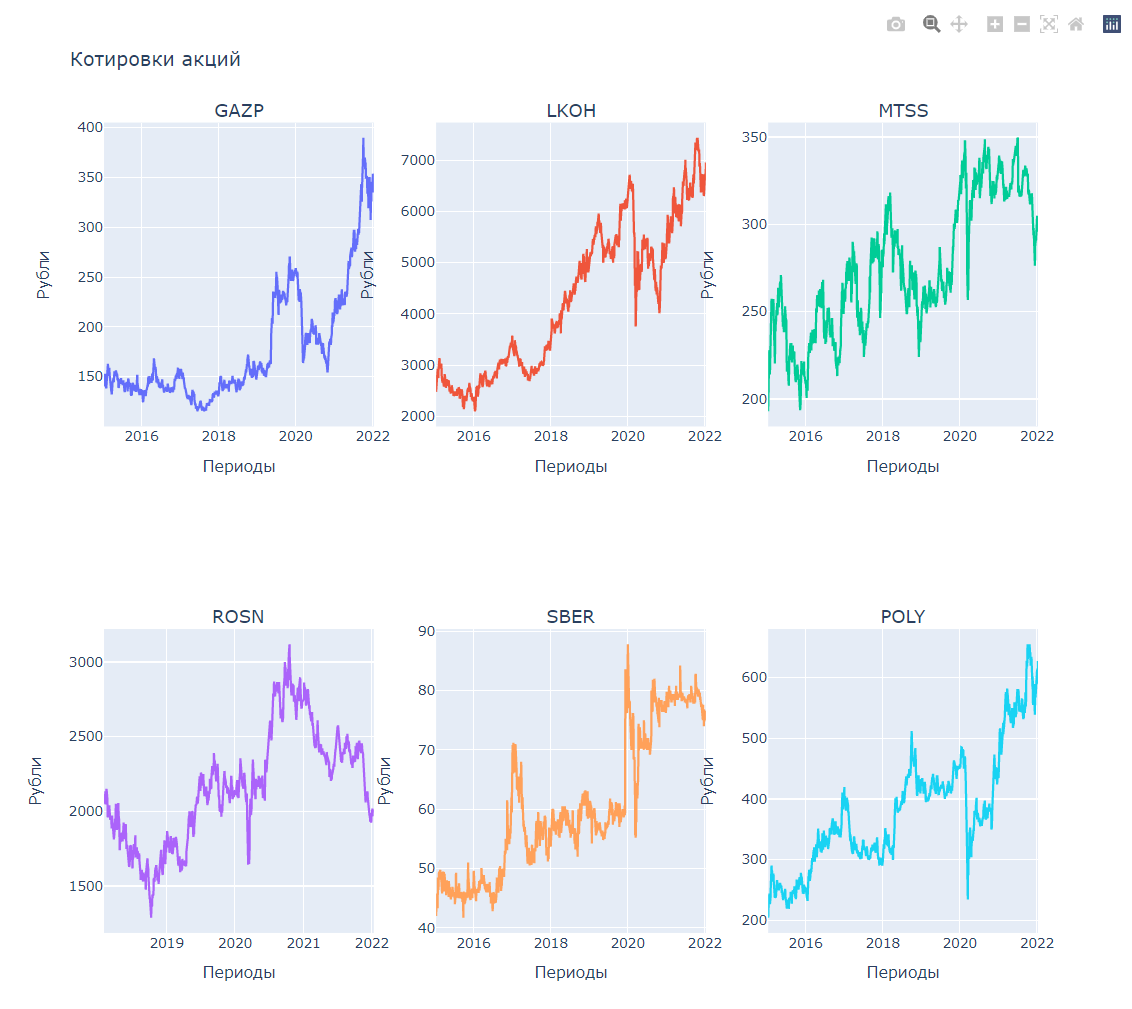 Котировки акций
GAZP
LKOH
MTSS
400
350
300
250
200
150
Рубли
2016
2018
2020
2022
Периоды
7000
6000
5000
4000
3000
2000
Рубли
2016
2018
2020
2022
Периоды
350
300
250
200
Рубли
2016
2018
2020
2022
Периоды
ROSN
SBER
POLY
3000
2500
2000
1500
Рубли
2019
2020
2021
2022
Периоды
90
80
70
60
50
40
Рубли
2016
2018
2020
2022
Периоды
600
500
400
300
200
Рубли
2016
2018
2020
2022
Периоды